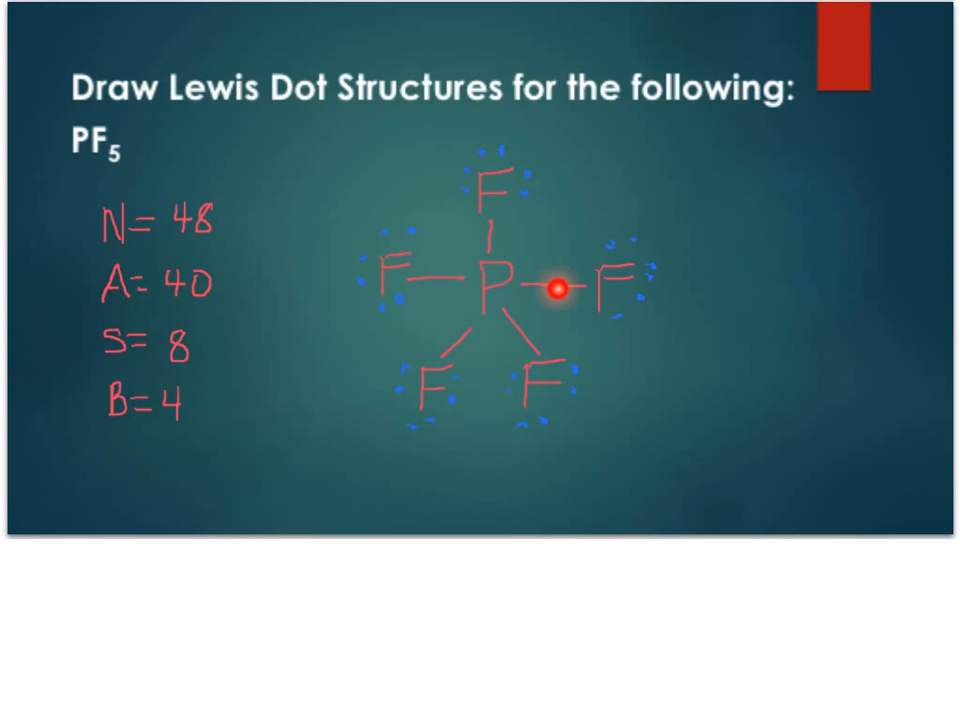 Draw Lewis Dot Structures for the following:
PF₅
N= 48
A= 40
S= 8
B= 4
F
F P F
F F